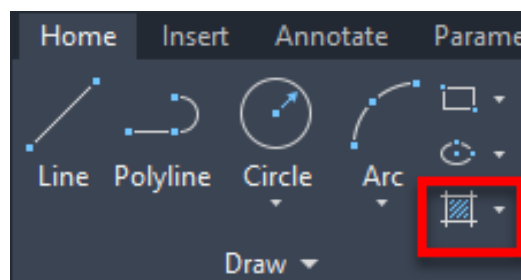 Home Insert Annotate Parame
Line Polyline Circle Arc
Draw